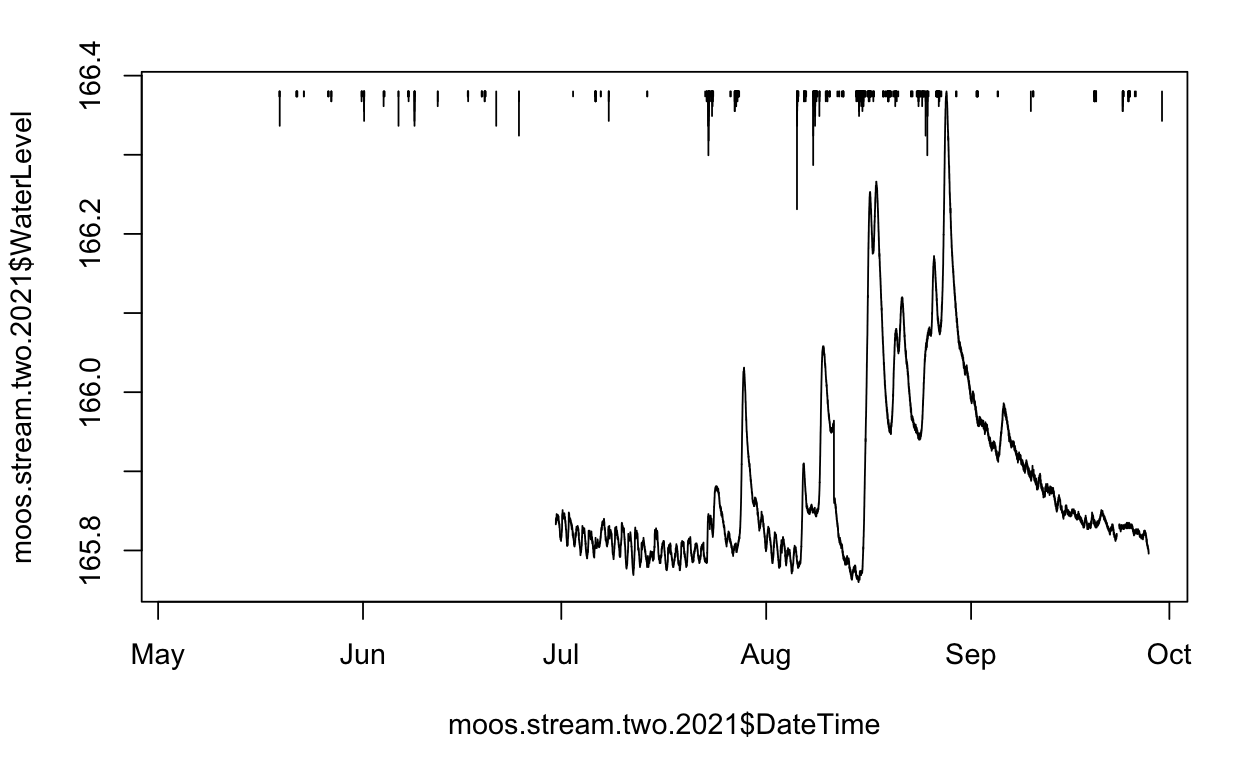 166.4
166.2
166.0
165.8
moos.stream.two.2021$WaterLevel
May Jun Jul Aug Sep Oct
moos.stream.two.2021$DateTime